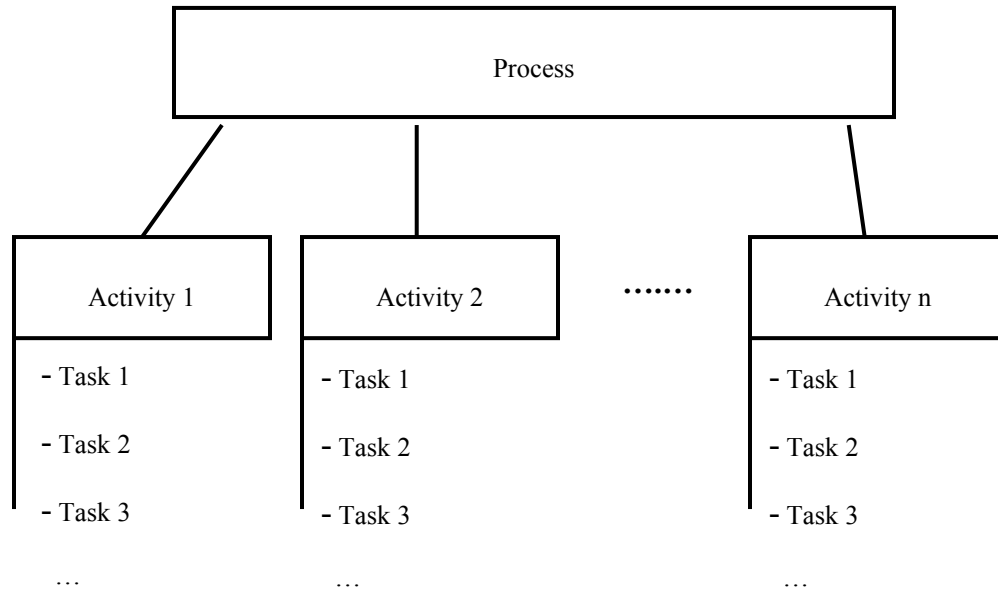 Process
Activity 1
- Task 1
- Task 2
- Task 3
...
Activity 2
- Task 1
- Task 2
- Task 3
...
.......
Activity n
- Task 1
- Task 2
- Task 3
...